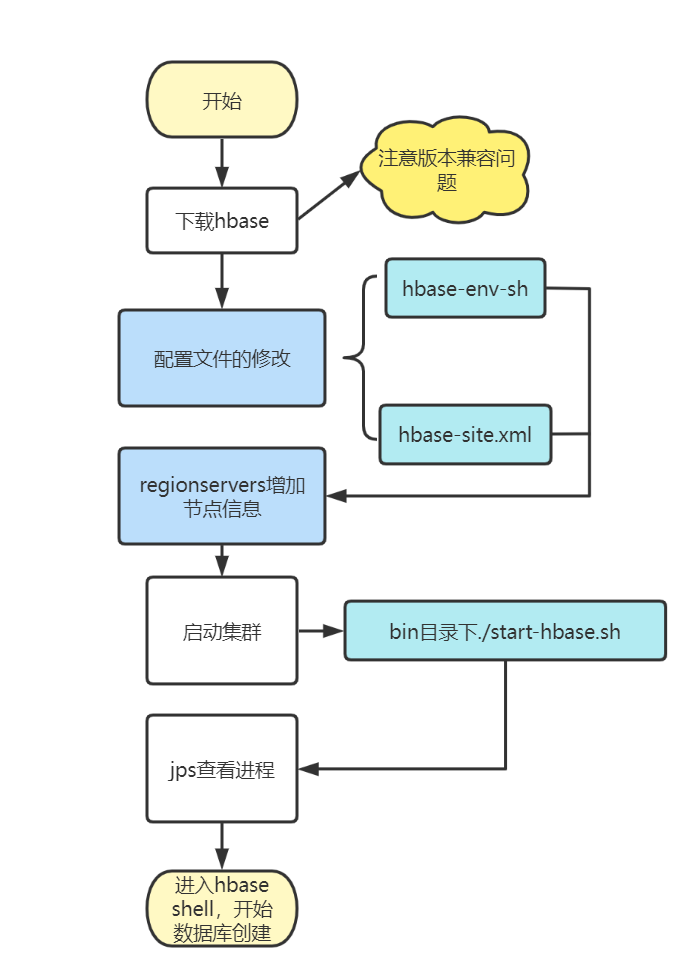 开始
注意版本兼容问
题
下载hbase
hbase-env-sh
配置文件的修改
hbase-site.xml
regionservers增加
节点信息
启动集群
bin目录下./start-hbase.sh
jps查看进程
进入hbase
shell，开始
数据库创建